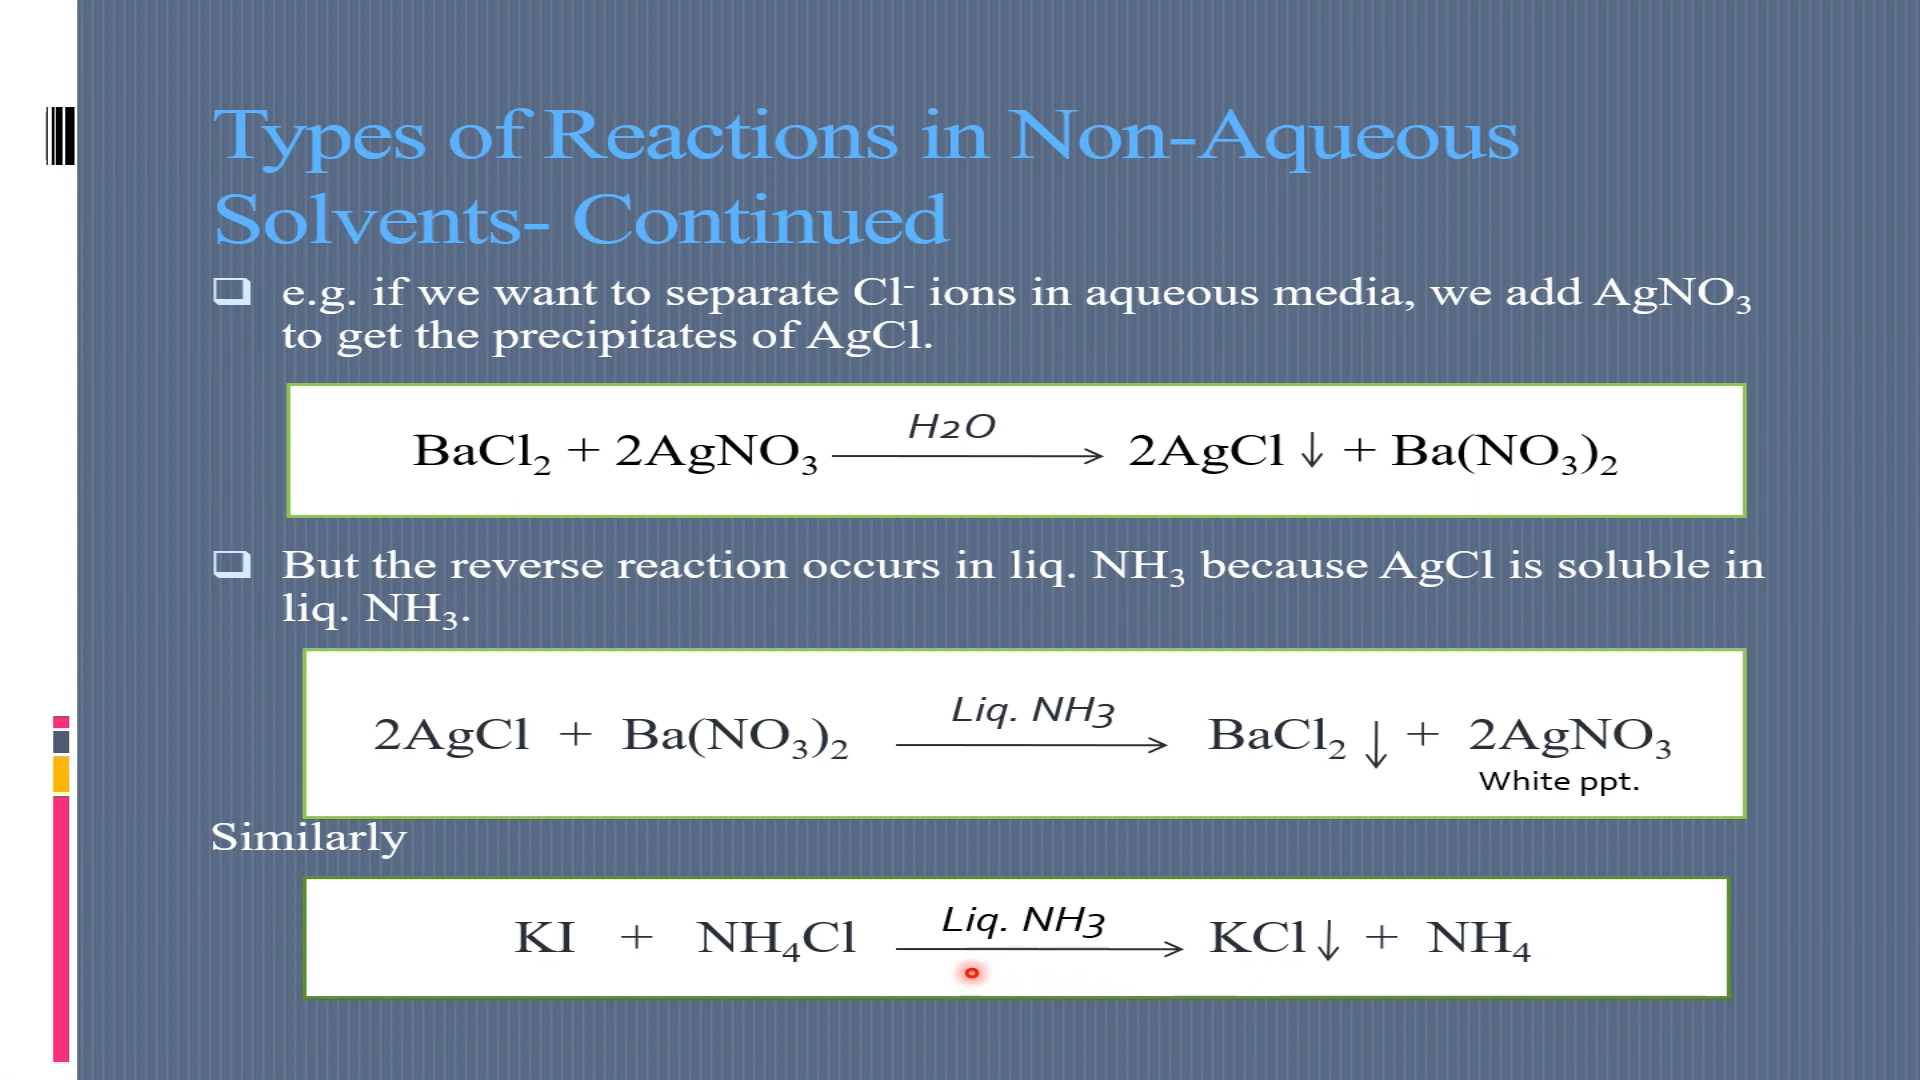 Types of Reactions in Non-Aqueous
Solvents- Continued
❑ e.g. if we want to separate Cl⁻ ions in aqueous media, we add AgNO₃
to get the precipitates of AgCl.
H2O
BaCl₂ + 2AgNO₃ → 2AgCl ↓ + Ba(NO₃)₂
❑ But the reverse reaction occurs in liq. NH₃ because AgCl is soluble in
liq. NH₃.
Liq. NH3
2AgCl + Ba(NO₃)₂ → BaCl₂ ↓ + 2AgNO₃
White ppt.
Similarly
Liq. NH3
KI + NH₄Cl → KCl ↓ + NH₄